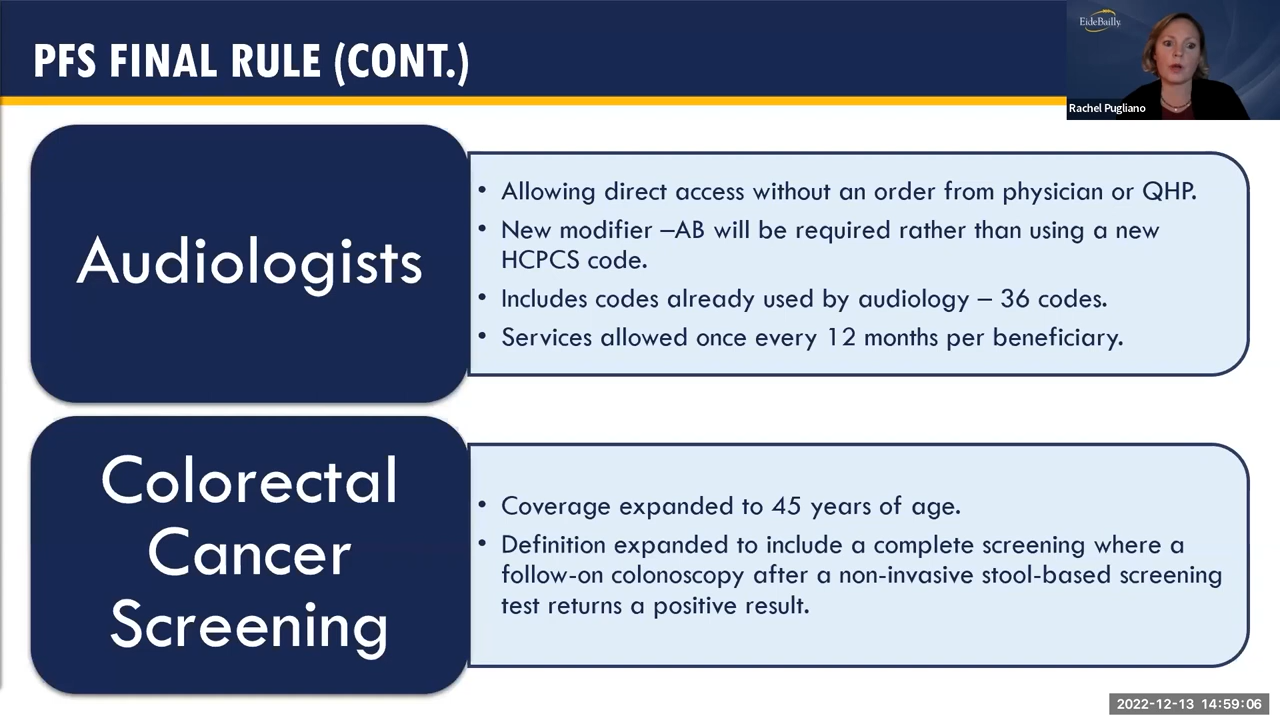 PFS FINAL RULE (CONT.)
EideBailly.
Rachel Pugliano
Audiologists
• Allowing direct access without an order from physician or QHP.
• New modifier –AB will be required rather than using a new
HCPCS code.
• Includes codes already used by audiology – 36 codes.
• Services allowed once every 12 months per beneficiary.
Colorectal
Cancer
Screening
• Coverage expanded to 45 years of age.
• Definition expanded to include a complete screening where a
follow-on colonoscopy after a non-invasive stool-based screening
test returns a positive result.
2022-12-13 14:59:06